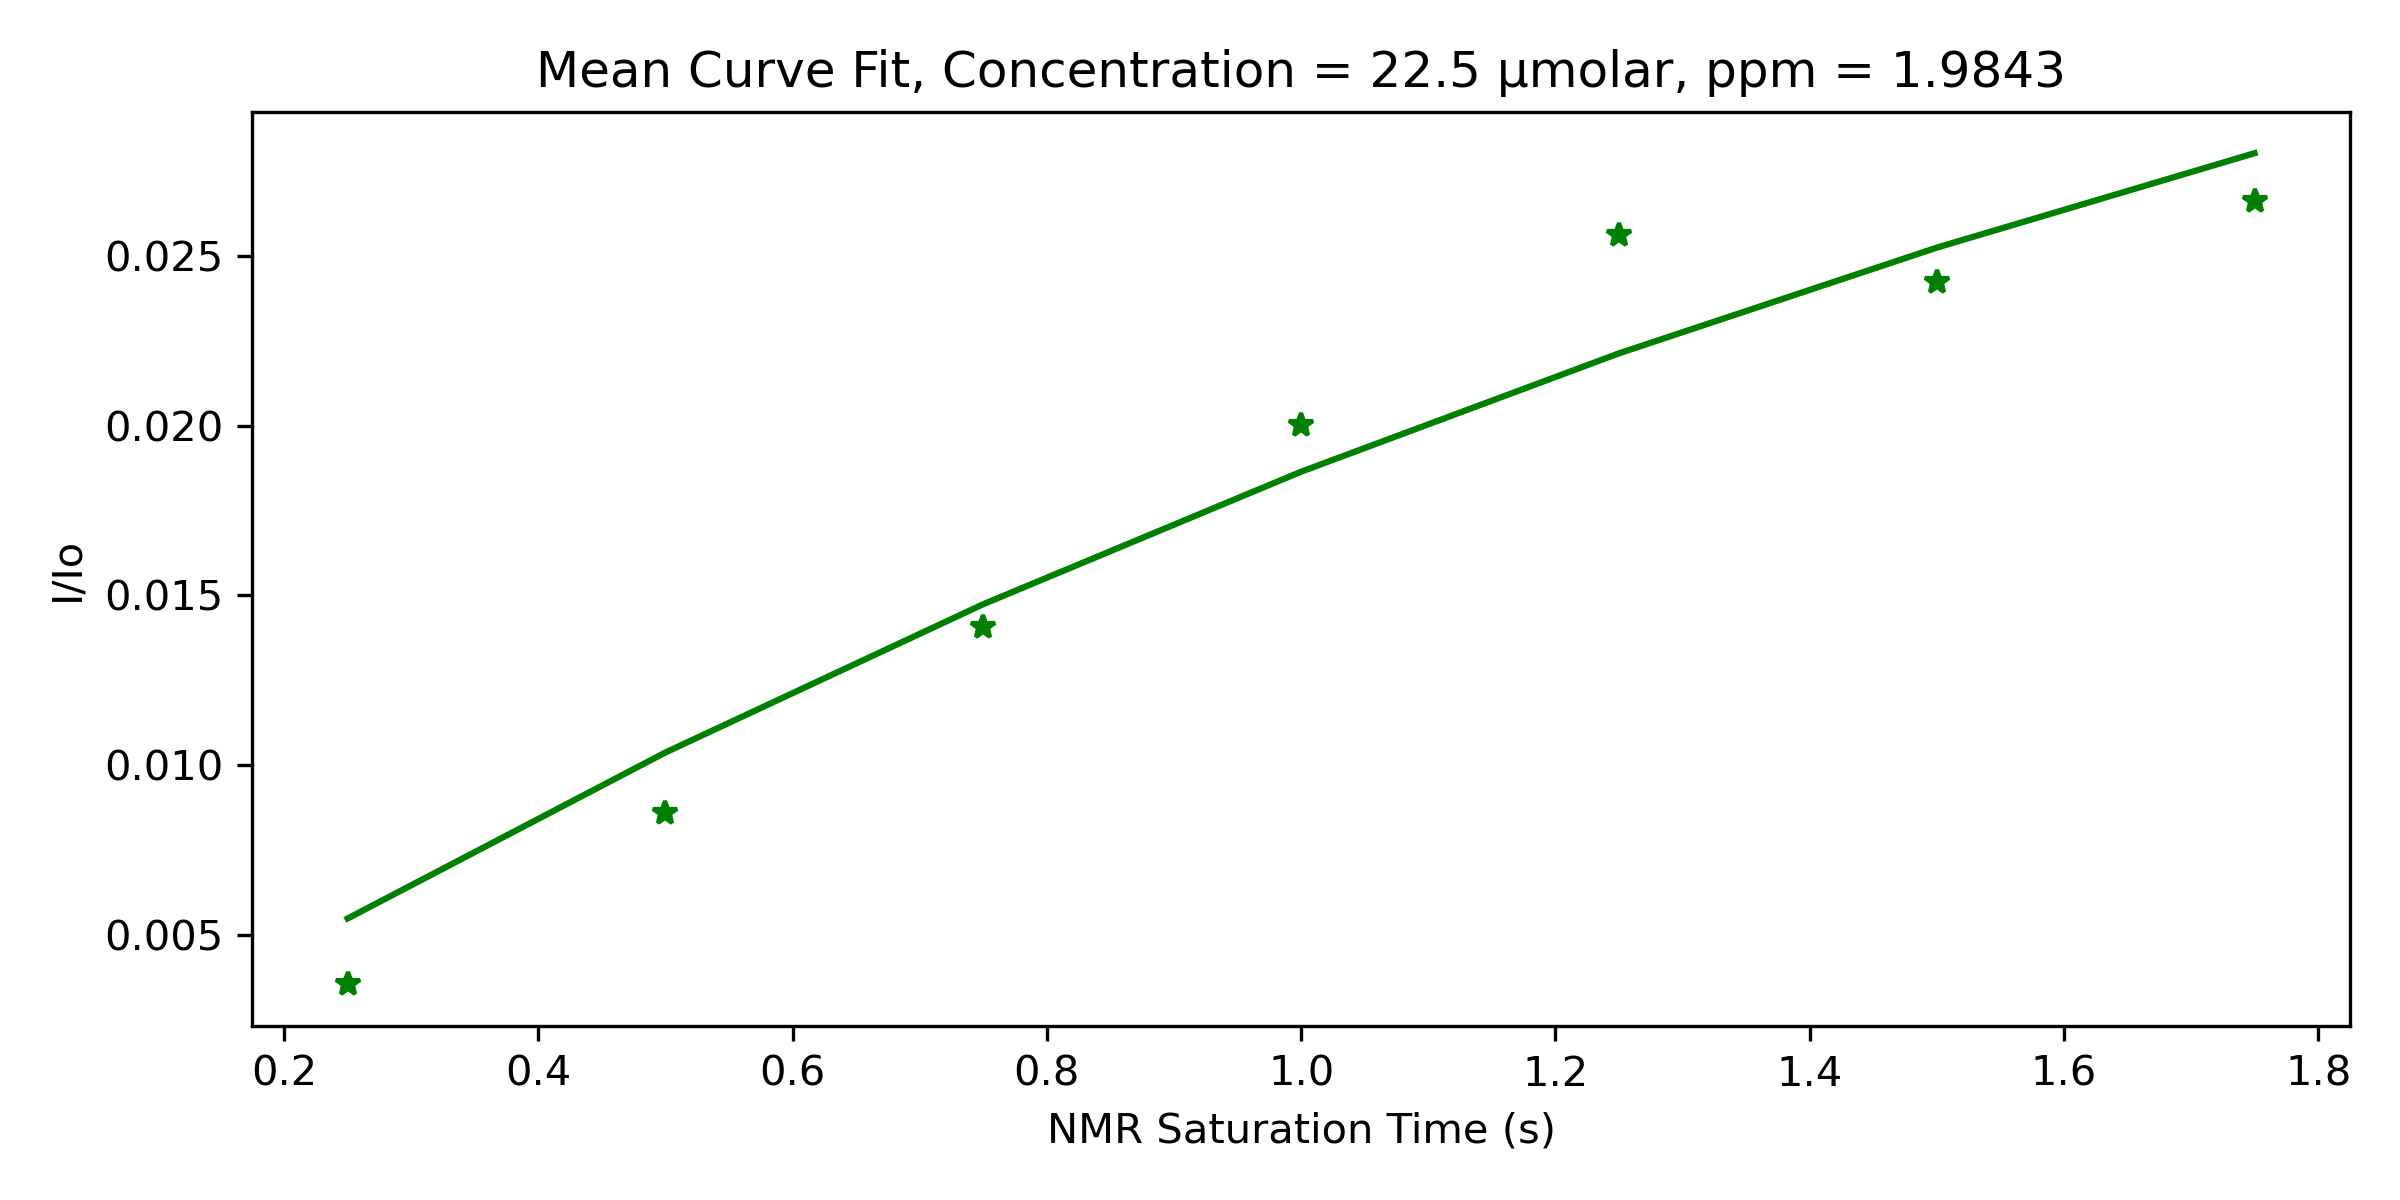 Mean Curve Fit, Concentration = 22.5 µmolar, ppm = 1.9843
I/Io
0.025
0.020
0.015
0.010
0.005
0.2 0.4 0.6 0.8 1.0 1.2 1.4 1.6 1.8
NMR Saturation Time (s)